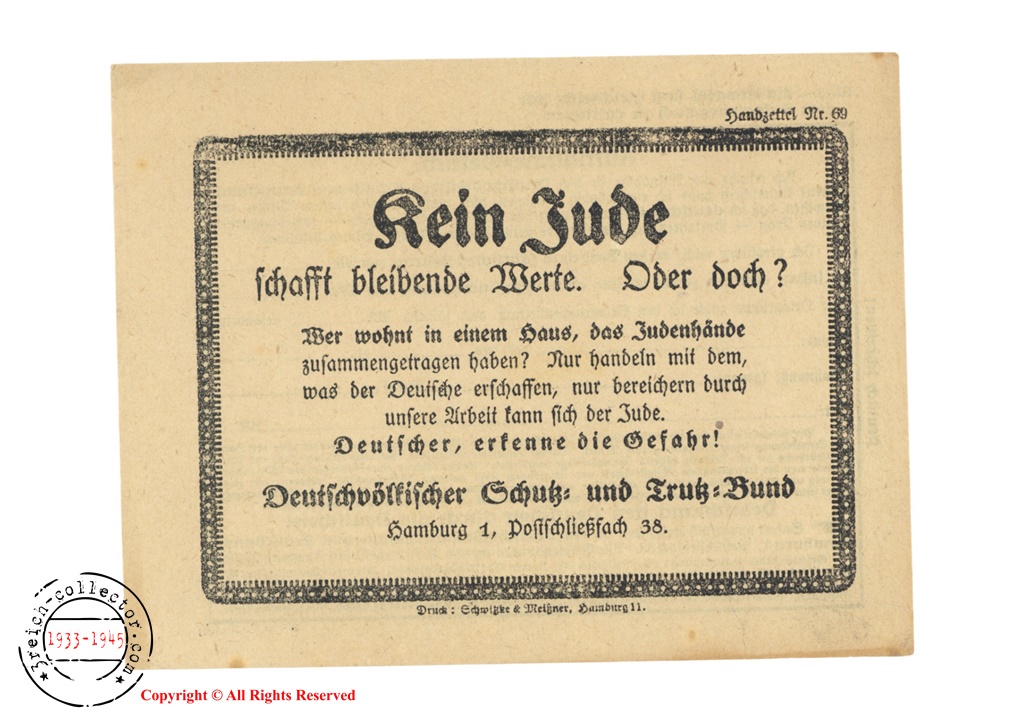 Handzettel Nr. 69
Kein Jude
schafft bleibende Werte. Oder doch?
Wer wohnt in einem Haus, das Judenhände
zusammengetragen haben? Nur handeln mit dem,
was der Deutsche erschaffen, nur bereichern durch
unsere Arbeit kann sich der Jude.
Deutscher, erkenne die Gefahr!
Deutschvölkischer Schutz= und Trutz=Bund
Hamburg 1, Postschließfach 38.
Druck: Schwitzke & Meißner, Hamburg 11.
3reich-collector.com
1933-1945
Copyright © All Rights Reserved